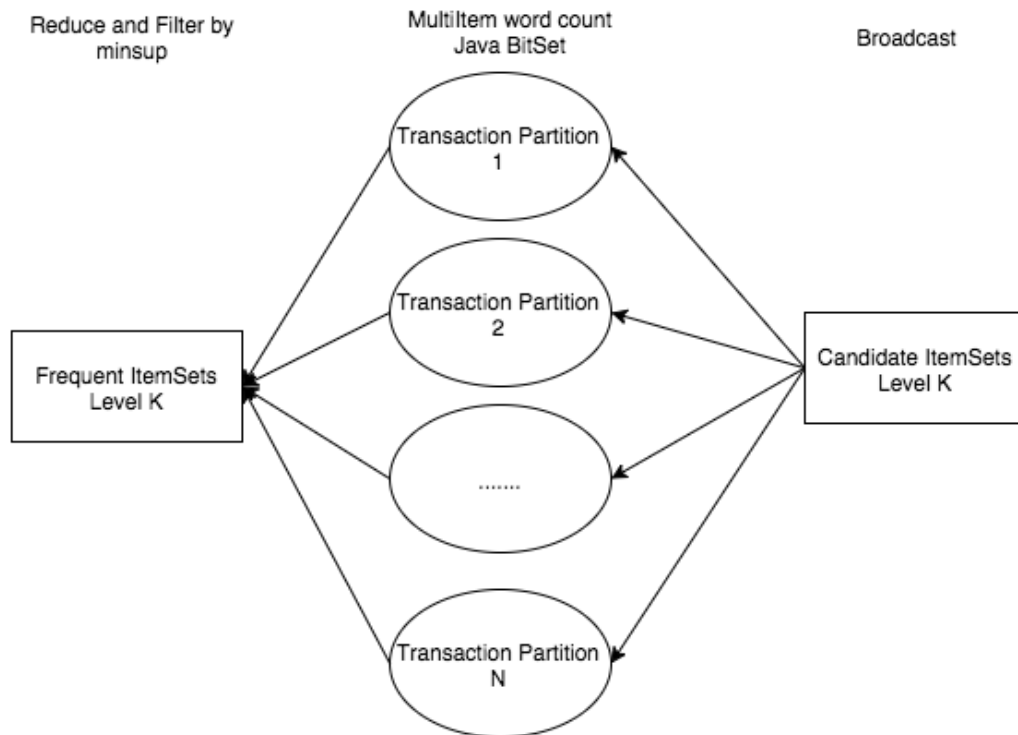 Reduce and Filter by
minsup
MultiItem word count
Java BitSet
Broadcast
Transaction Partition
1
Transaction Partition
2
Frequent ItemSets
Level K
Candidate ItemSets
Level K
.......
Transaction Partition
N